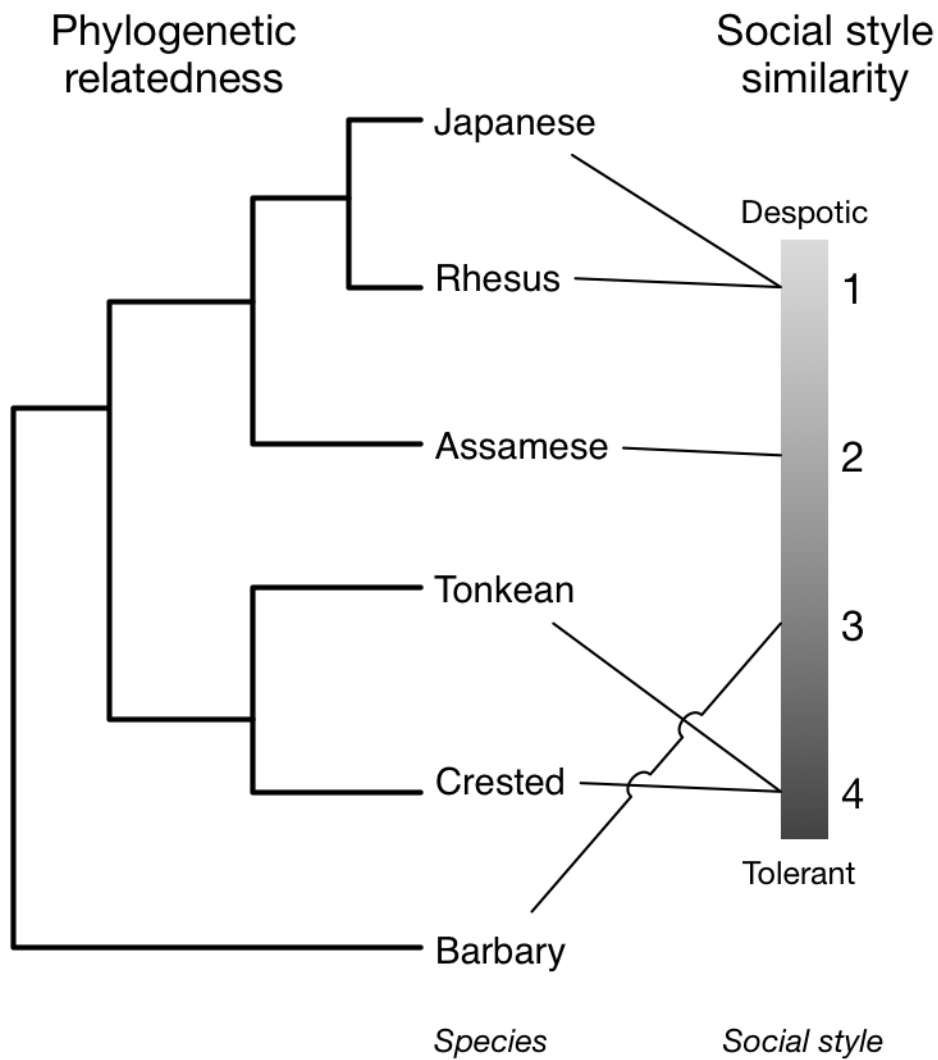 Phylogenetic
relatedness
Social style
similarity
Japanese
Despotic
Rhesus
1
Assamese
2
Tonkean
3
Crested
4
Tolerant
Barbary
Species
Social style